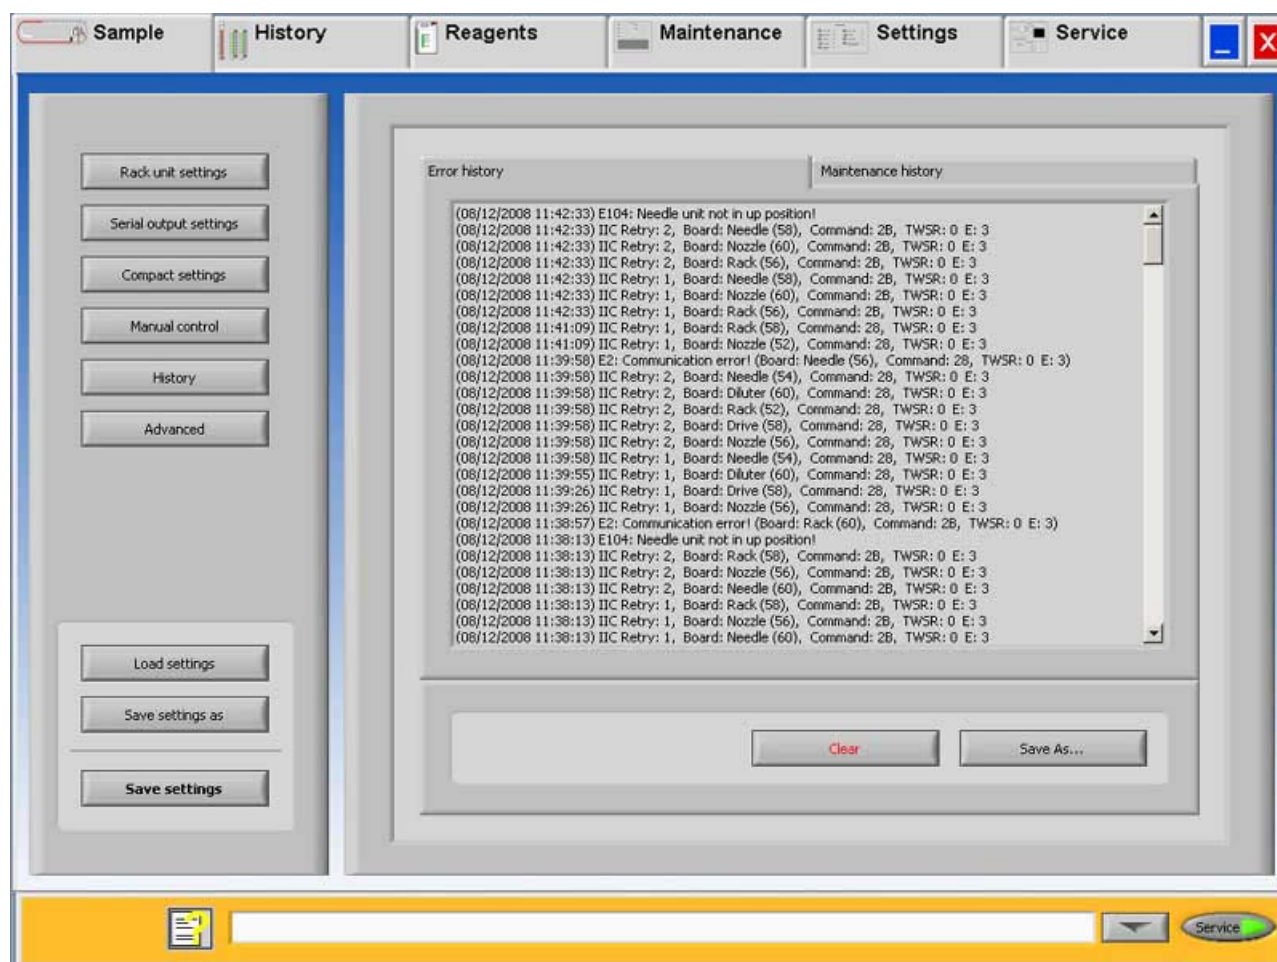 Sample History Reagents Maintenance Settings Service
Rack unit settings
Serial output settings
Compact settings
Manual control
History
Advanced
Load settings
Save settings as
Save settings
Error history Maintenance history
(08/12/2008 11:42:33) E104: Needle unit not in up position!
(08/12/2008 11:42:33) IIC Retry: 2, Board: Needle (58), Command: 2B, TWSR: 0 E: 3
(08/12/2008 11:42:33) IIC Retry: 2, Board: Nozzle (60), Command: 2B, TWSR: 0 E: 3
(08/12/2008 11:42:33) IIC Retry: 2, Board: Rack (56), Command: 2B, TWSR: 0 E: 3
(08/12/2008 11:42:33) IIC Retry: 1, Board: Needle (58), Command: 2B, TWSR: 0 E: 3
(08/12/2008 11:42:33) IIC Retry: 1, Board: Nozzle (60), Command: 2B, TWSR: 0 E: 3
(08/12/2008 11:42:33) IIC Retry: 1, Board: Rack (56), Command: 2B, TWSR: 0 E: 3
(08/12/2008 11:41:09) IIC Retry: 1, Board: Rack (58), Command: 28, TWSR: 0 E: 3
(08/12/2008 11:41:09) IIC Retry: 1, Board: Nozzle (52), Command: 28, TWSR: 0 E: 3
(08/12/2008 11:39:58) E2: Communication error! (Board: Needle (56), Command: 28, TWSR: 0 E: 3)
(08/12/2008 11:39:58) IIC Retry: 2, Board: Needle (54), Command: 28, TWSR: 0 E: 3
(08/12/2008 11:39:58) IIC Retry: 2, Board: Diluter (60), Command: 28, TWSR: 0 E: 3
(08/12/2008 11:39:58) IIC Retry: 2, Board: Rack (52), Command: 28, TWSR: 0 E: 3
(08/12/2008 11:39:58) IIC Retry: 2, Board: Drive (58), Command: 28, TWSR: 0 E: 3
(08/12/2008 11:39:58) IIC Retry: 2, Board: Nozzle (56), Command: 28, TWSR: 0 E: 3
(08/12/2008 11:39:58) IIC Retry: 1, Board: Needle (54), Command: 28, TWSR: 0 E: 3
(08/12/2008 11:39:55) IIC Retry: 1, Board: Diluter (60), Command: 28, TWSR: 0 E: 3
(08/12/2008 11:39:26) IIC Retry: 1, Board: Drive (58), Command: 28, TWSR: 0 E: 3
(08/12/2008 11:39:26) IIC Retry: 1, Board: Nozzle (56), Command: 28, TWSR: 0 E: 3
(08/12/2008 11:38:57) E2: Communication error! (Board: Rack (60), Command: 2B, TWSR: 0 E: 3)
(08/12/2008 11:38:13) E104: Needle unit not in up position!
(08/12/2008 11:38:13) IIC Retry: 2, Board: Rack (58), Command: 2B, TWSR: 0 E: 3
(08/12/2008 11:38:13) IIC Retry: 2, Board: Nozzle (56), Command: 2B, TWSR: 0 E: 3
(08/12/2008 11:38:13) IIC Retry: 2, Board: Needle (60), Command: 2B, TWSR: 0 E: 3
(08/12/2008 11:38:13) IIC Retry: 1, Board: Rack (58), Command: 2B, TWSR: 0 E: 3
(08/12/2008 11:38:13) IIC Retry: 1, Board: Nozzle (56), Command: 2B, TWSR: 0 E: 3
(08/12/2008 11:38:13) IIC Retry: 1, Board: Needle (60), Command: 2B, TWSR: 0 E: 3
Clear Save As...
Service